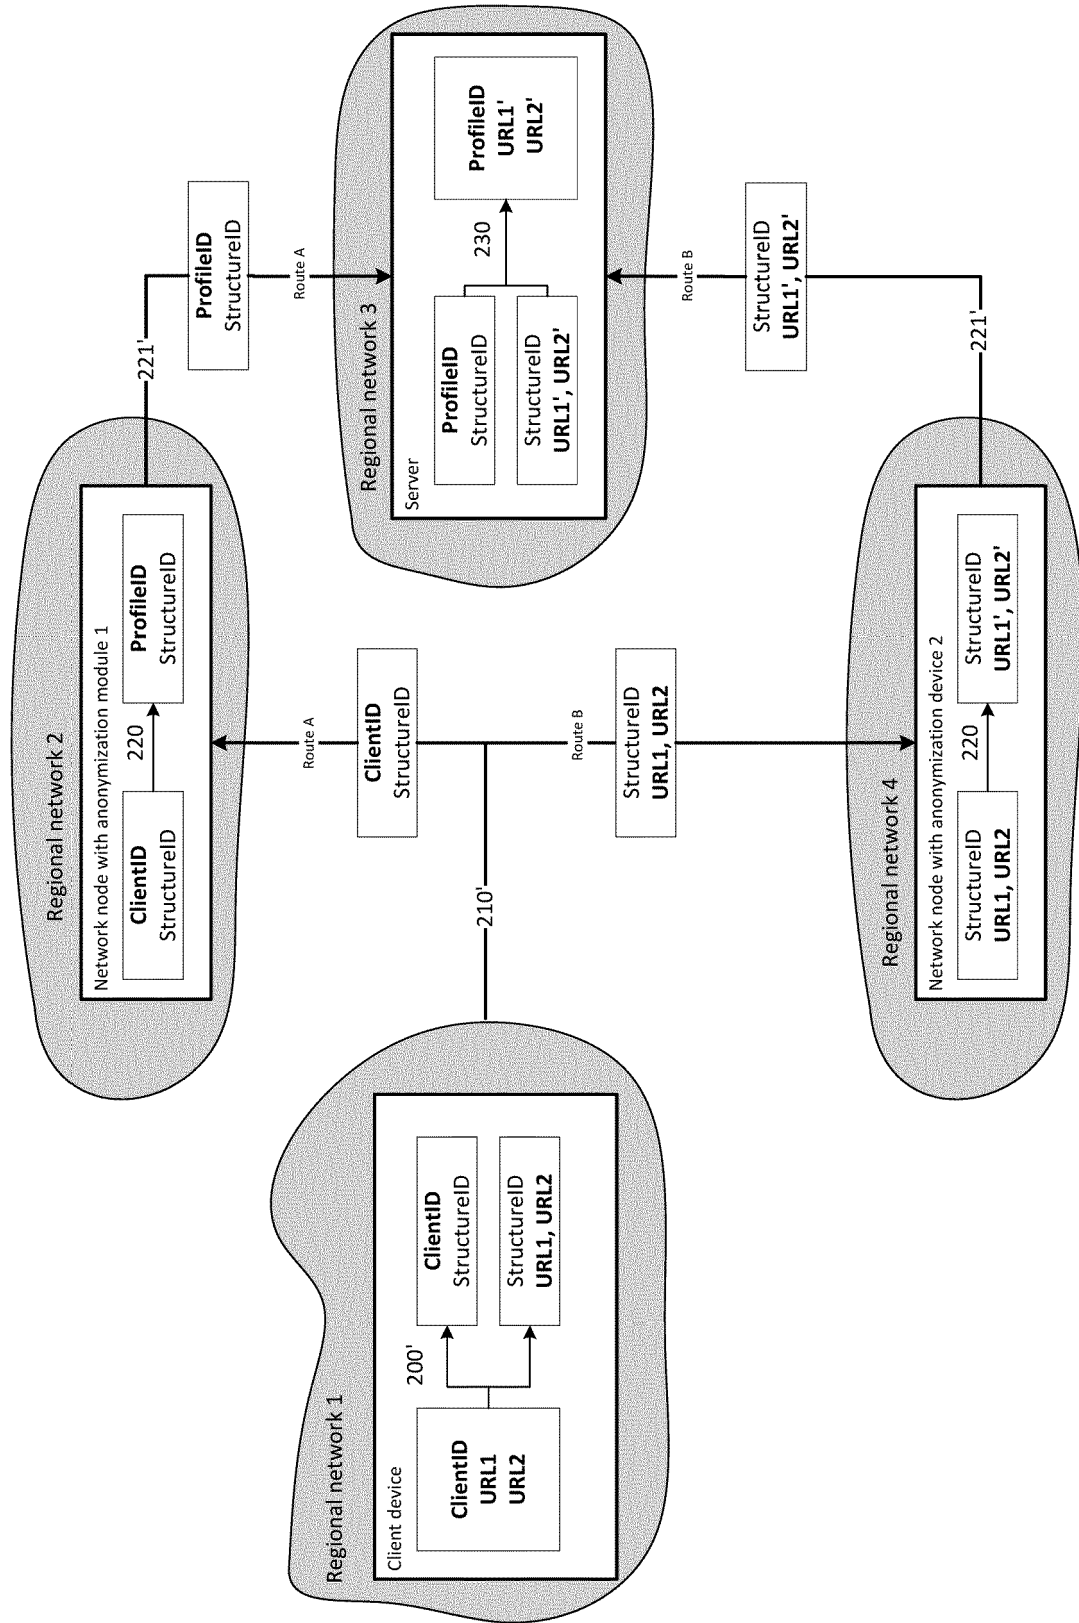 Regional network 1
Client device
ClientID
URL1
URL2
200'
ClientID
StructureID
StructureID
URL1, URL2
210'
Route A
ClientID
StructureID
Route B
StructureID
URL1, URL2
Regional network 2
Network node with anonymization module 1
ClientID
StructureID
220
ProfileID
StructureID
221'
ProfileID
StructureID
Route A
Regional network 4
Network node with anonymization device 2
StructureID
URL1, URL2
220
StructureID
URL1', URL2'
221'
StructureID
URL1', URL2'
Route B
Regional network 3
Server
ProfileID
StructureID
StructureID
URL1', URL2'
230
ProfileID
URL1'
URL2'